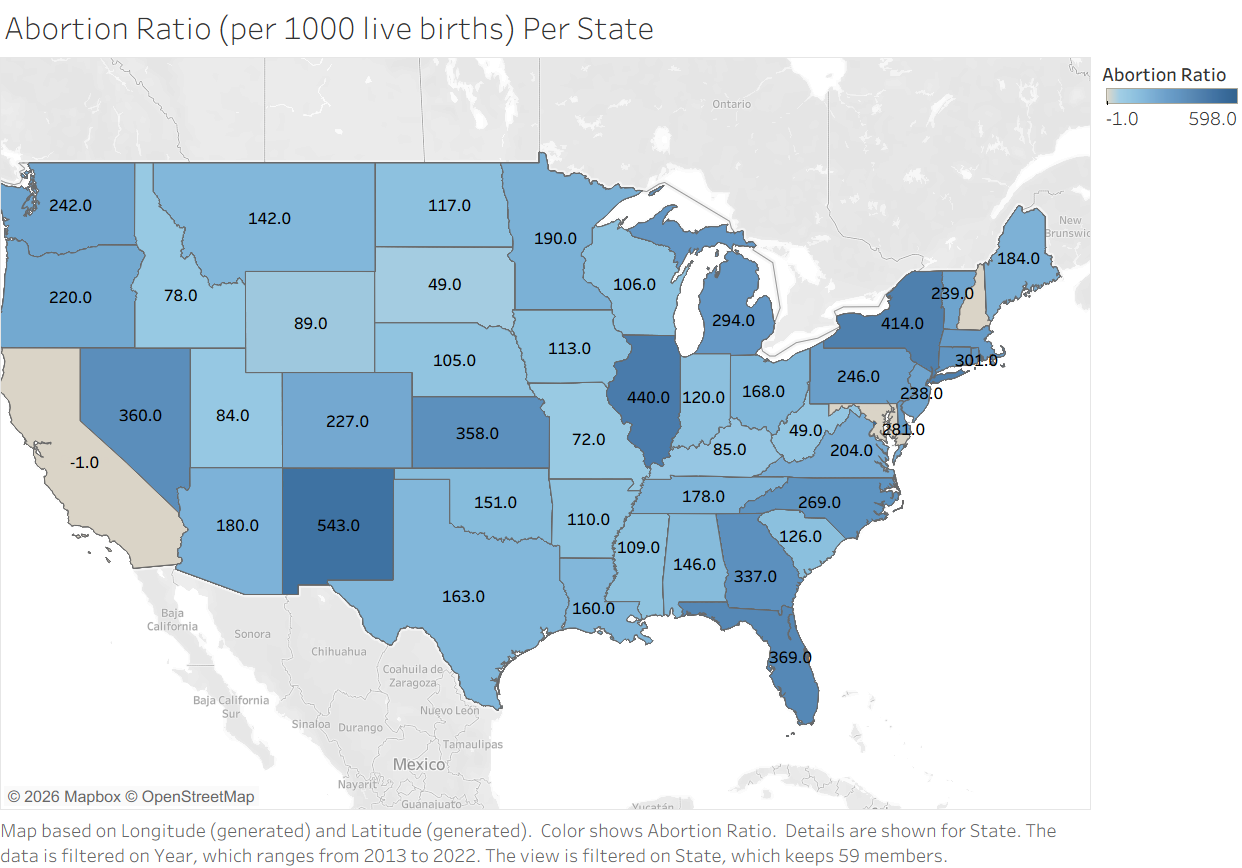 Abortion Ratio (per 1000 live births) Per State
Abortion Ratio
-1.0 598.0
Ontario
New
Brunswick
242.0
142.0
117.0
190.0
184.0
220.0
78.0
49.0
106.0
239.0
89.0
294.0
414.0
105.0
113.0
301.0
246.0
360.0
84.0
227.0
358.0
72.0
440.0
120.0
168.0
238.0
-1.0
85.0
49.0
281.0
204.0
180.0
543.0
151.0
110.0
178.0
269.0
109.0
146.0
337.0
126.0
163.0
160.0
369.0
Baja
California
Sonora
Chihuahua
Coahuila de
Zaragoza
Baja California
Sur
Nuevo León
Sinaloa
Durango
Tamaulipas
Mexico
Nayarit
Guanajuato
Yucatán
© 2026 Mapbox © OpenStreetMap
Map based on Longitude (generated) and Latitude (generated).  Color shows Abortion Ratio.  Details are shown for State. The
data is filtered on Year, which ranges from 2013 to 2022. The view is filtered on State, which keeps 59 members.